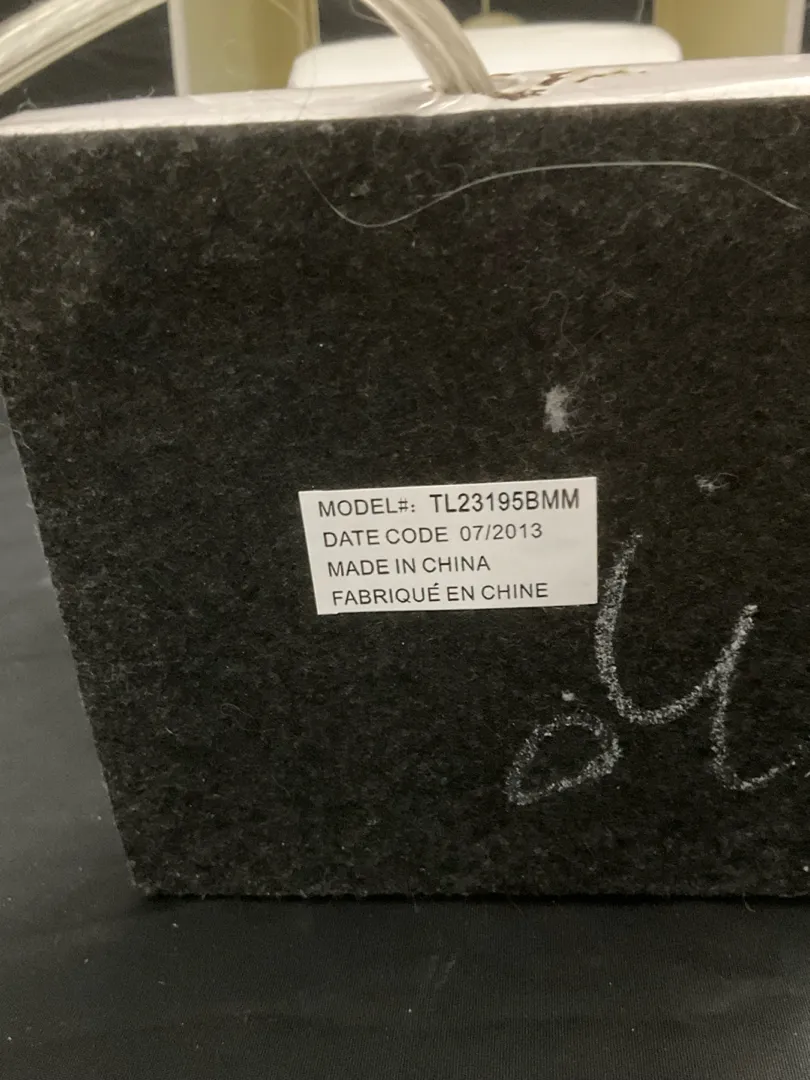 MODEL#: TL23195BMM
DATE CODE 07/2013
MADE IN CHINA
FABRIQUÉ EN CHINE